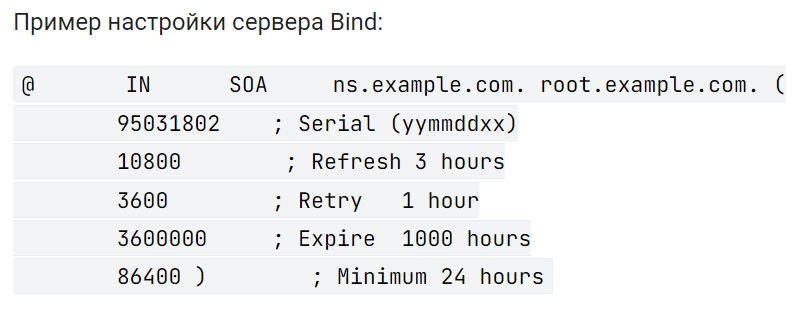 Пример настройки сервера Bind:
@       IN      SOA     ns.example.com. root.example.com. (
        95031802    ; Serial (yymmddxx)
        10800        ; Refresh 3 hours
        3600        ; Retry   1 hour
        3600000     ; Expire  1000 hours
        86400 )        ; Minimum 24 hours